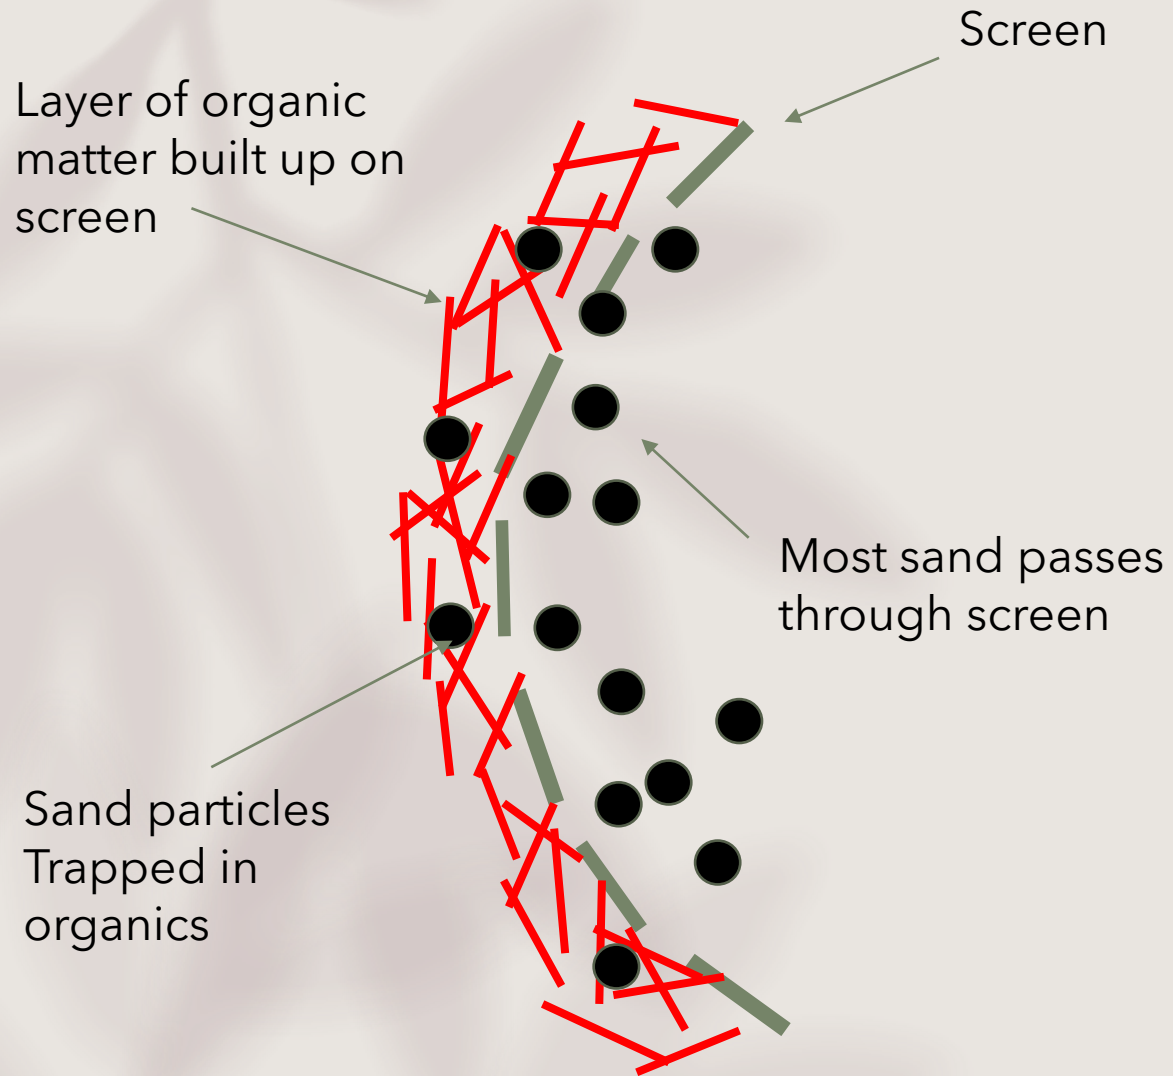 Screen
Layer of organic
matter built up on
screen
Most sand passes
through screen
Sand particles
Trapped in
organics